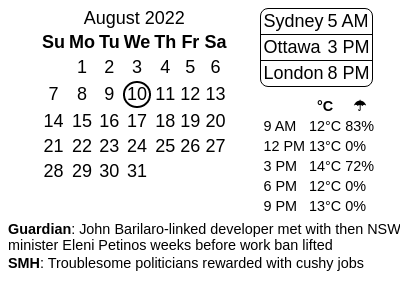 August 2022
Su Mo Tu We Th Fr Sa
1 2 3 4 5 6
7 8 9 10 11 12 13
14 15 16 17 18 19 20
21 22 23 24 25 26 27
28 29 30 31
Sydney 5 AM
Ottawa 3 PM
London 8 PM
°C ☂
9 AM 12°C 83%
12 PM 13°C 0%
3 PM 14°C 72%
6 PM 12°C 0%
9 PM 13°C 0%
Guardian: John Barilaro-linked developer met with then NSW
minister Eleni Petinos weeks before work ban lifted
SMH: Troublesome politicians rewarded with cushy jobs